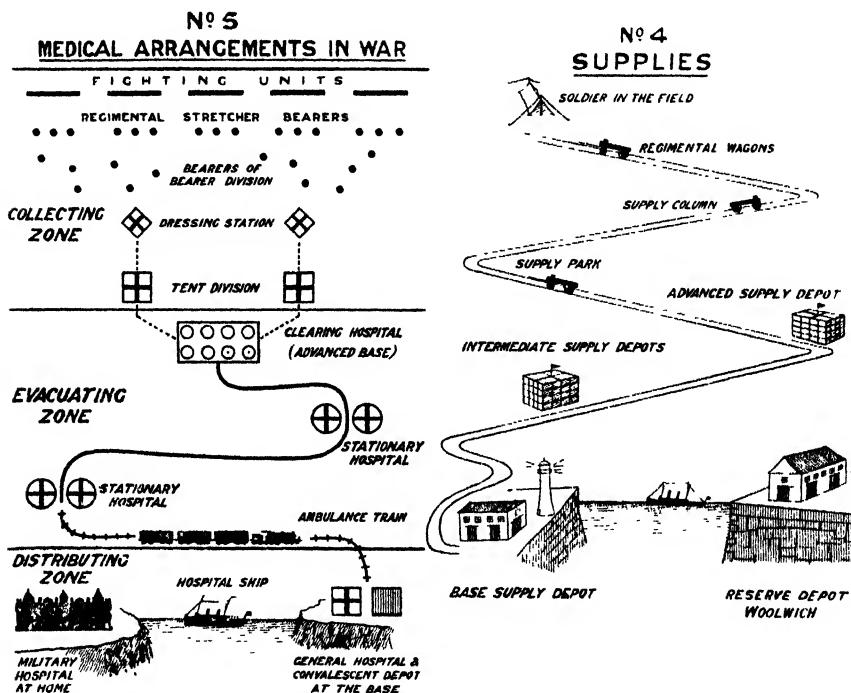 Nº 5
MEDICAL ARRANGEMENTS IN WAR
FIGHTING UNITS
REGIMENTAL STRETCHER BEARERS
BEARERS OF
BEARER DIVISION
COLLECTING
ZONE
DRESSING STATION
TENT DIVISION
CLEARING HOSPITAL
(ADVANCED BASE)
EVACUATING
ZONE
STATIONARY
HOSPITAL
STATIONARY
HOSPITAL
AMBULANCE TRAIN
DISTRIBUTING
ZONE
HOSPITAL SHIP
MILITARY
HOSPITAL
AT HOME
GENERAL HOSPITAL &
CONVALESCENT DEPOT
AT THE BASE
Nº 4
SUPPLIES
SOLDIER IN THE FIELD
REGIMENTAL WAGONS
SUPPLY COLUMN
SUPPLY PARK
ADVANCED SUPPLY DEPOT
INTERMEDIATE SUPPLY DEPOTS
BASE SUPPLY DEPOT
RESERVE DEPOT
WOOLWICH